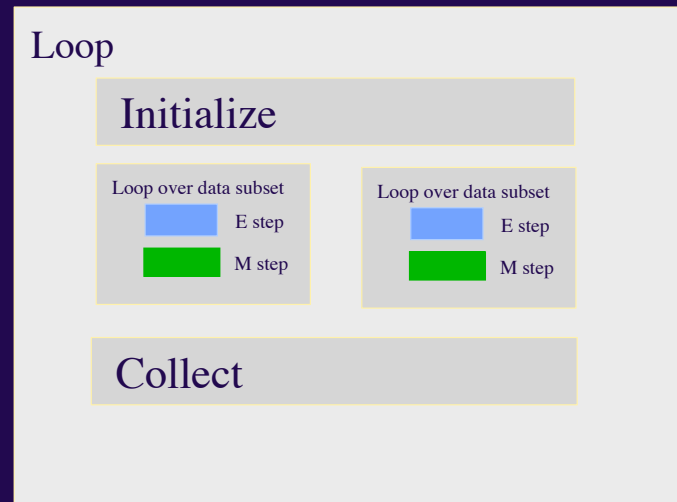 Loop
Initialize
Loop over data subset
E step
M step
Loop over data subset
E step
M step
Collect